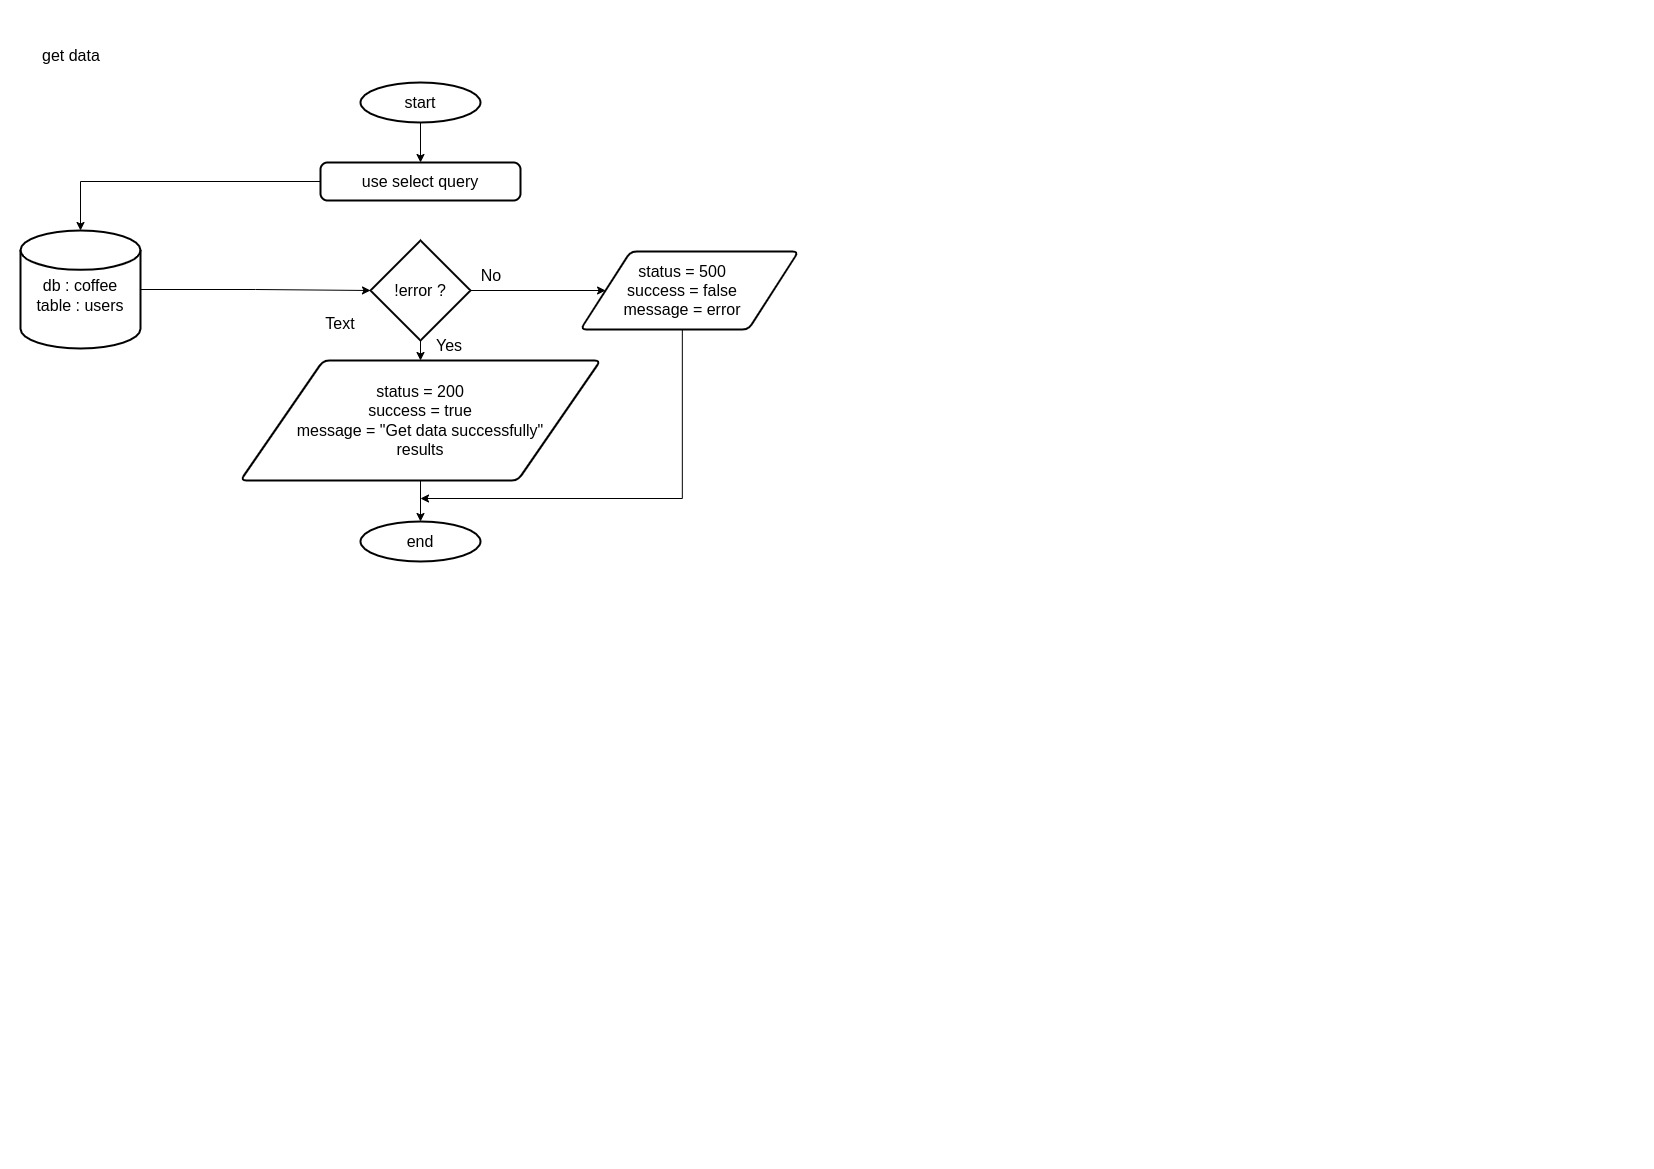 get data
start
use select query
db : coffee
table : users
!error ?
No
status = 500
success = false
message = error
Text
Yes
status = 200
success = true
message = "Get data successfully"
results
end